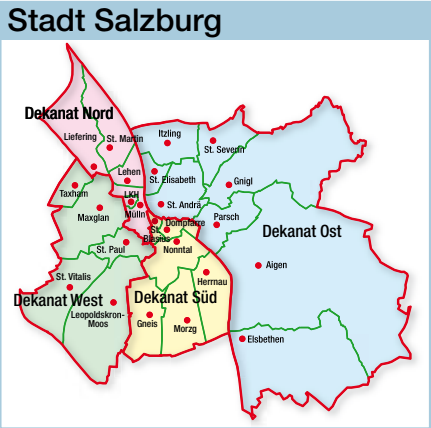 Stadt Salzburg
Dekanat Nord
Itzling
Liefering
St. Martin
St. Severin
Lehen
St. Elisabeth
Gnigl
Taxham
LKH
St. Andrä
Mülln
Maxglan
Parsch
Dompfarre
St.
Blasius
Dekanat Ost
St. Paul
Nonntal
Aigen
St. Vitalis
Herrnau
Dekanat West
Dekanat Süd
Leopoldskron-
Moos
Gneis
Morzg
Elsbethen